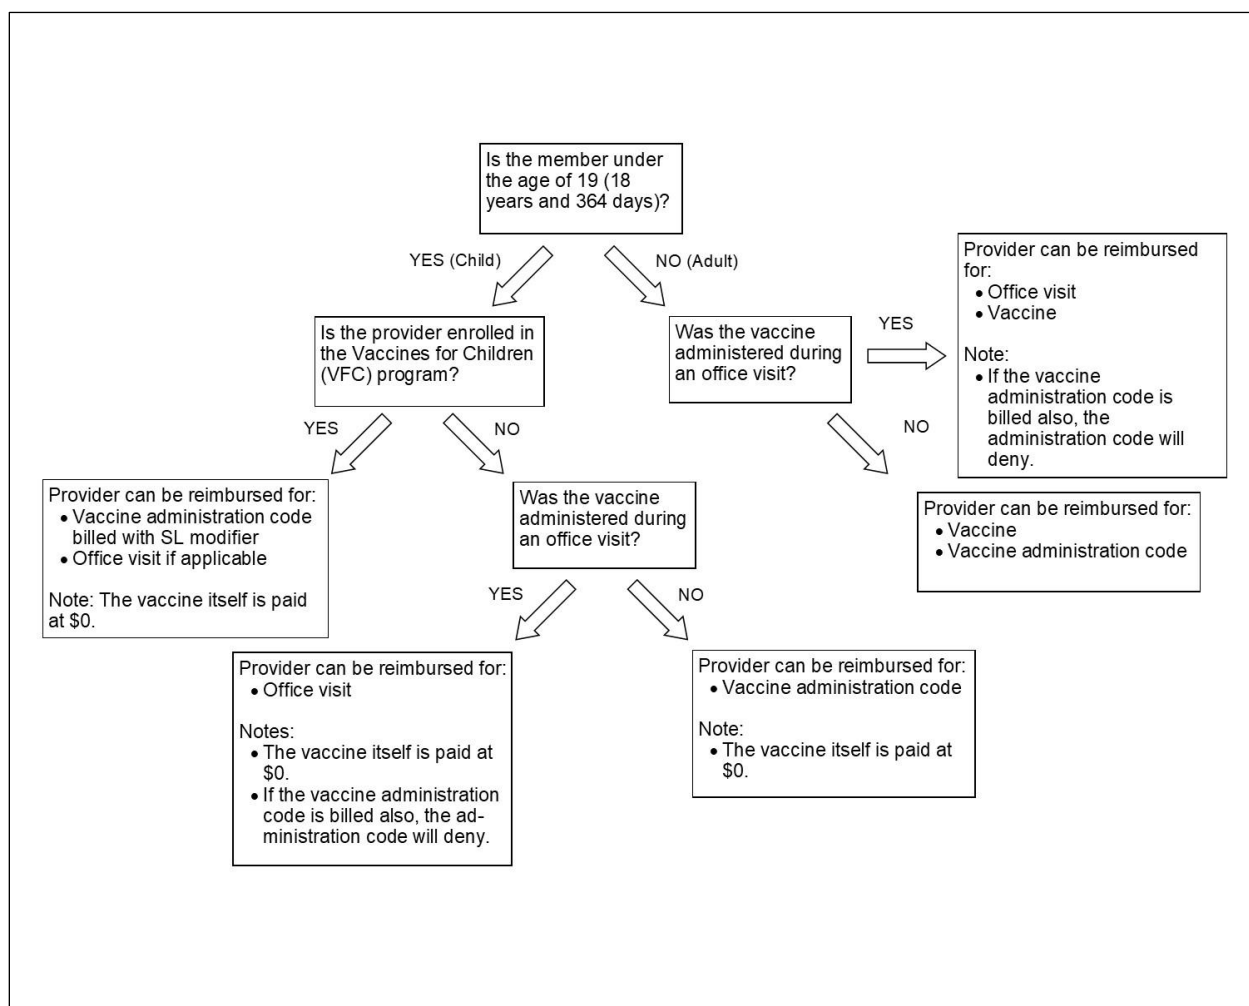 Is the member under
the age of 19 (18
years and 364 days)?
YES (Child)
NO (Adult)
Is the provider enrolled in
the Vaccines for Children
(VFC) program?
Was the vaccine
administered during
an office visit?
YES
Provider can be reimbursed
for:
• Office visit
• Vaccine
Note:
• If the vaccine
administration code is
billed also, the
administration code will
deny.
NO
Provider can be reimbursed for:
• Vaccine
• Vaccine administration code
YES
NO
Provider can be reimbursed for:
• Vaccine administration code
billed with SL modifier
• Office visit if applicable
Note: The vaccine itself is paid
at $0.
Was the vaccine
administered during
an office visit?
YES
NO
Provider can be reimbursed for:
• Office visit
Notes:
• The vaccine itself is paid at
$0.
• If the vaccine administration
code is billed also, the ad-
ministration code will deny.
Provider can be reimbursed for:
• Vaccine administration code
Note:
• The vaccine itself is paid at
$0.